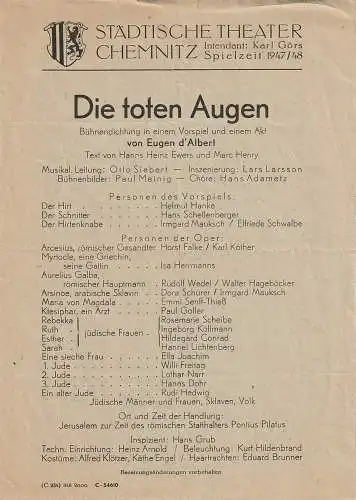 STÄDTISCHE THEATER
CHEMNITZ Intendant: Karl Görs
Spielzeit 1947/48
Die toten Augen
Bühnendichtung in einem Vorspiel und einem Akt
von Eugen d'Albert
Text von Hanns Heinz Ewers und Marc Henry
Musikal. Leitung: Otto Siebert — Inszenierung: Lars Larsson
Bühnenbilder: Paul Meinig — Chöre: Hans Adametz
Personen des Vorspiels:
Der Hirt . . . . . . . Helmut Hanke
Der Schnitter . . . . . . Hans Schellenberger
Der Hirtenknabe . . . . . Irmgard Mauksch / Elfriede Schwalbe
Personen der Oper:
Arcesius, römischer Gesandter Horst Falke / Karl Köther
Myriocle, eine Griechin,
seine Gattin . . . . . Isa Herrmanns
Aurelius Galba,
römischer Hauptmann . . Rudolf Wedel / Walter Hageböcker
Arsinoe, arabische Sklavin . . Dora Schürer / Irmgard Mauksch
Maria von Magdala . . . . Emmi Senff-Thieß
Ktesiphar, ein Arzt . . . . Paul Goller
Rebekka Rosemarie Scheibe
Ruth jüdische Frauen Ingeborg Kollmann
Esther Hildegard Conrad
Sarah Hannel Lichtenberg
Eine sieche Frau . . . . . Ella Joachim
1. Jude . . . . . . . Willi Freitag
2. Jude . . . . . . . Lothar Narr
3. Jude . . . . . . . Hanns Dohr
Ein alter Jude . . . . . . Rudi Hedwig
Jüdische Männer und Frauen, Sklaven, Volk
Ort und Zeit der Handlung:
Jerusalem zur Zeit des römischen Statthalters Pontius Pilatus
Inspizient: Hans Grub
Techn. Einrichtung: Heinz Arnold / Beleuchtung: Kurt Hildenbrand
Kostüme: Alfred Klötzer, Käthe Engel / Haartrachten: Eduard Brunner
Besetzungsänderungen vorbehalten